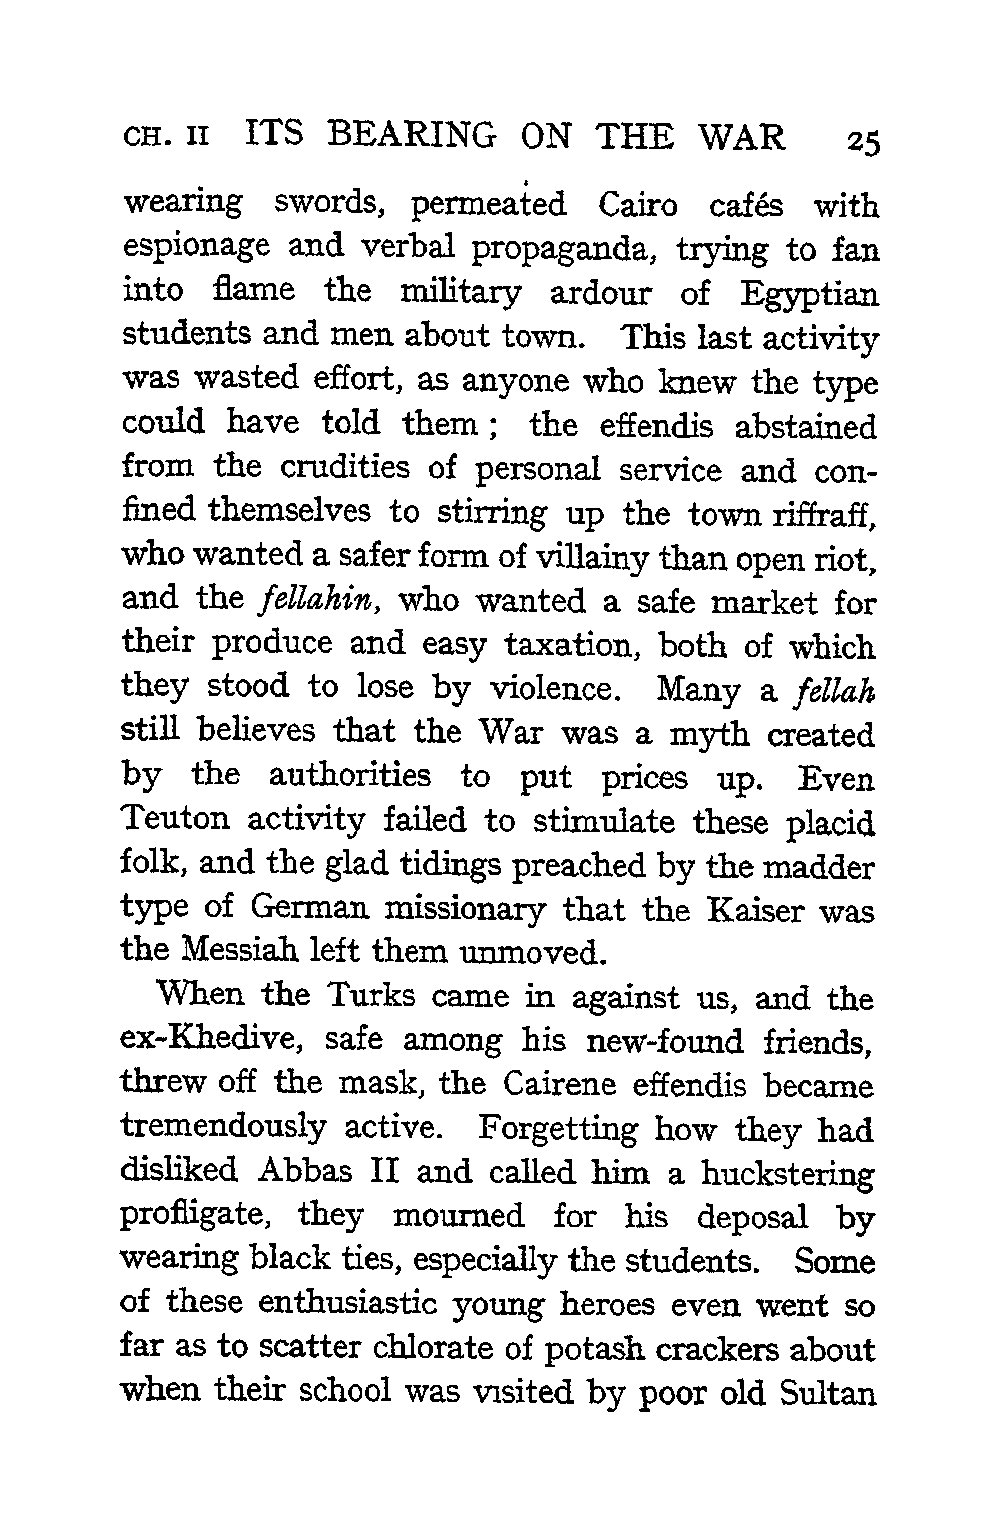 CH. II ITS BEARING ON THE WAR 25
wearing swords, permeated Cairo cafés with
espionage and verbal propaganda, trying to fan
into flame the military ardour of Egyptian
students and men about town. This last activity
was wasted effort, as anyone who knew the type
could have told them ; the effendis abstained
from the crudities of personal service and con-
fined themselves to stirring up the town riffraff,
who wanted a safer form of villainy than open riot,
and the fellahin, who wanted a safe market for
their produce and easy taxation, both of which
they stood to lose by violence. Many a fellah
still believes that the War was a myth created
by the authorities to put prices up. Even
Teuton activity failed to stimulate these placid
folk, and the glad tidings preached by the madder
type of German missionary that the Kaiser was
the Messiah left them unmoved.
When the Turks came in against us, and the
ex-Khedive, safe among his new-found friends,
threw off the mask, the Cairene effendis became
tremendously active. Forgetting how they had
disliked Abbas II and called him a huckstering
profligate, they mourned for his deposal by
wearing black ties, especially the students. Some
of these enthusiastic young heroes even went so
far as to scatter chlorate of potash crackers about
when their school was visited by poor old Sultan